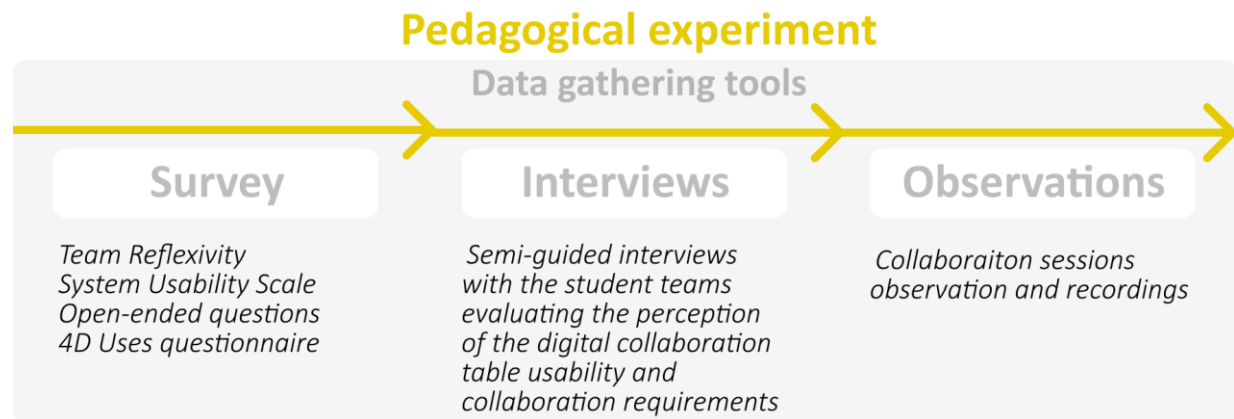 Pedagogical experiment
Data gathering tools
Survey
Team Reflexivity
System Usability Scale
Open-ended questions
4D Uses questionnaire
Interviews
Semi-guided interviews
with the student teams
evaluating the perception
of the digital collaboration
table usability and
collaboration requirements
Observations
Collaboraiton sessions
observation and recordings